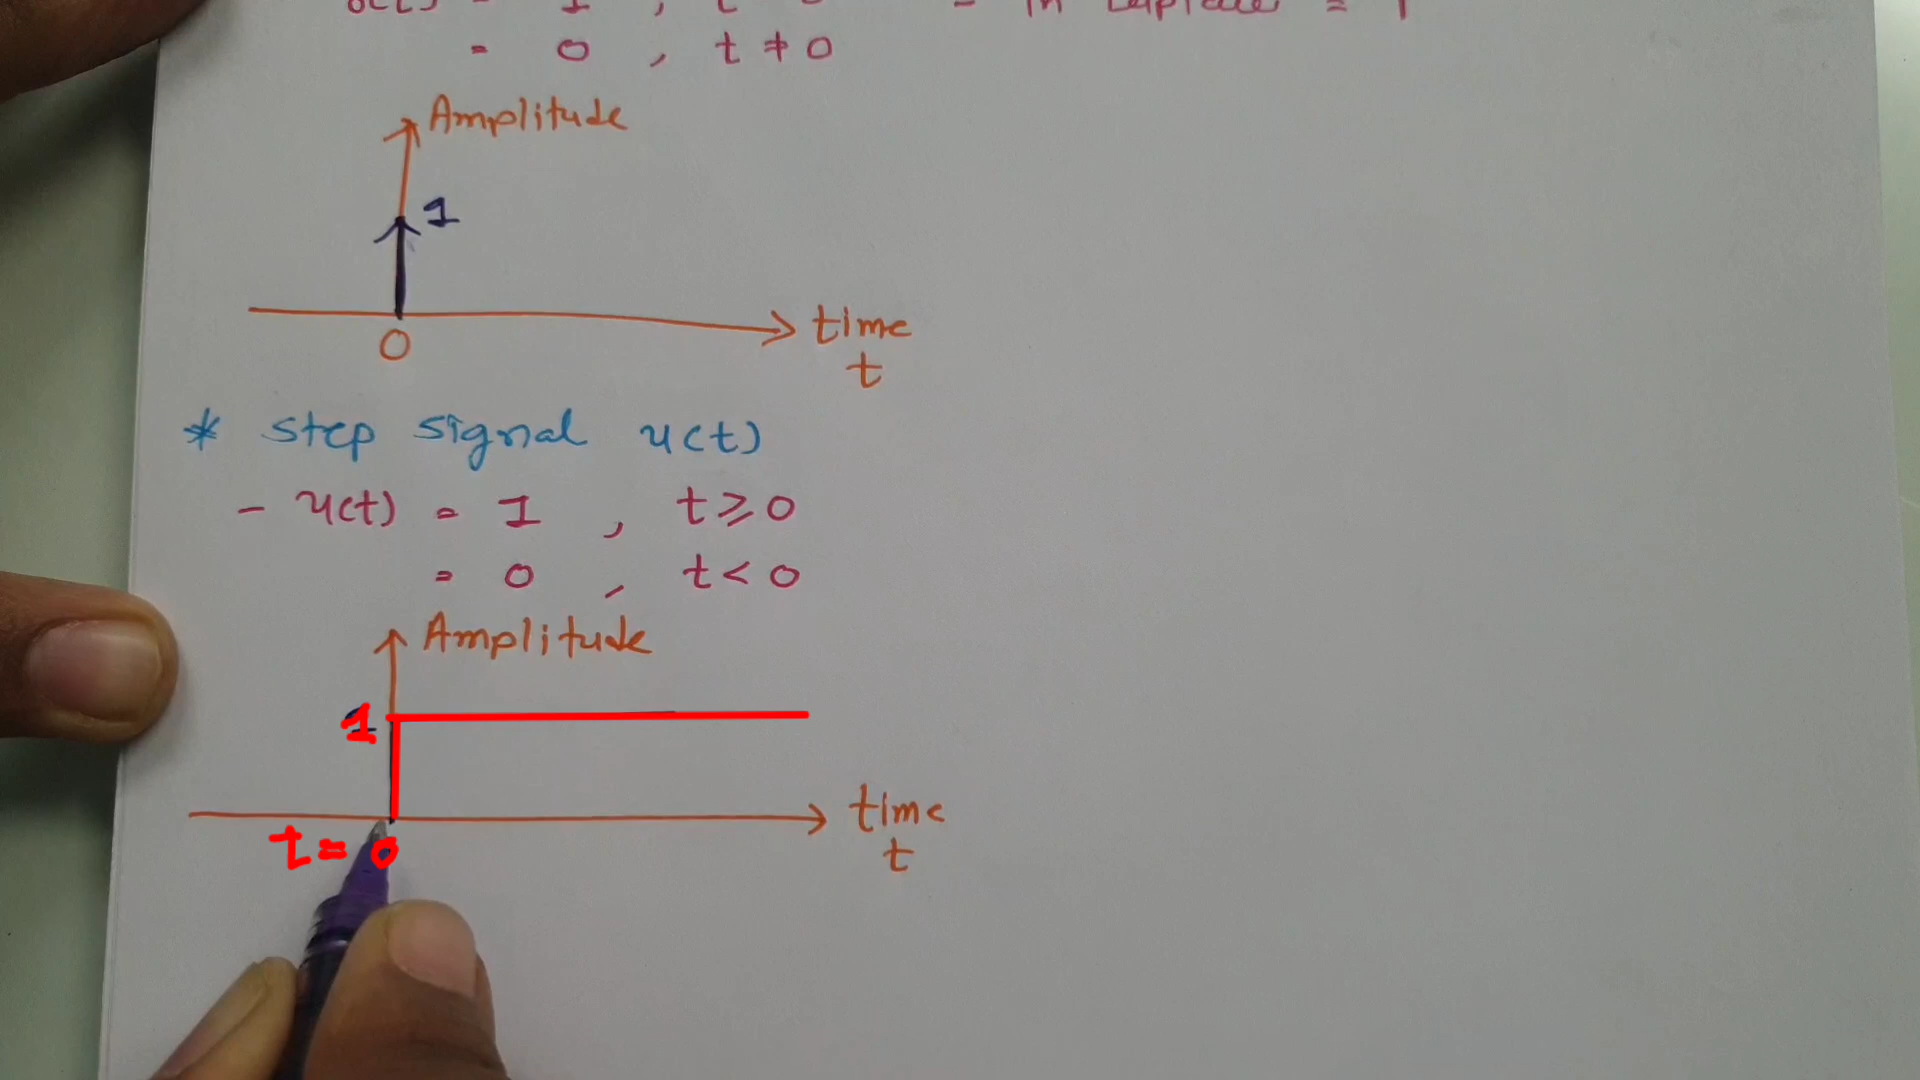 = 0 , t ≠ 0
Amplitude
1
0
time
t
* step signal u(t)
- u(t) = 1 , t ≥ 0
= 0 , t < 0
Amplitude
1
time
t = 0
t